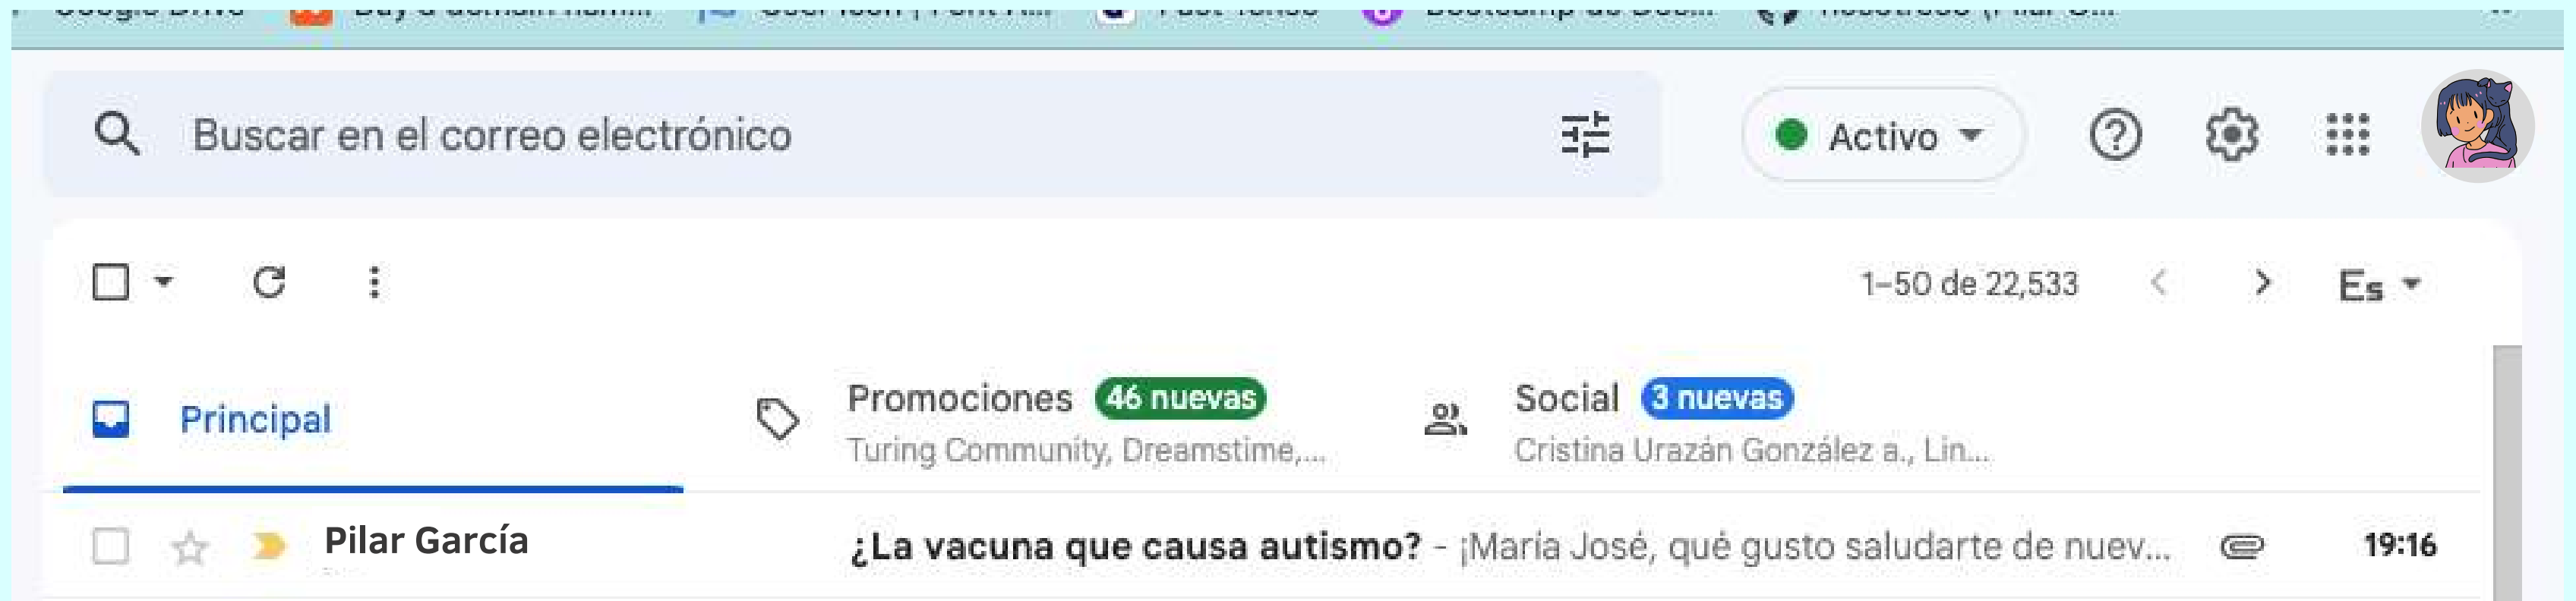 Buscar en el correo electrónico
Activo
1–50 de 22,533
Es
Principal
Promociones 46 nuevas
Turing Community, Dreamstime,...
Social 3 nuevas
Cristina Urazán González a., Lin...
Pilar García ¿La vacuna que causa autismo? - ¡María José, qué gusto saludarte de nuev... 19:16